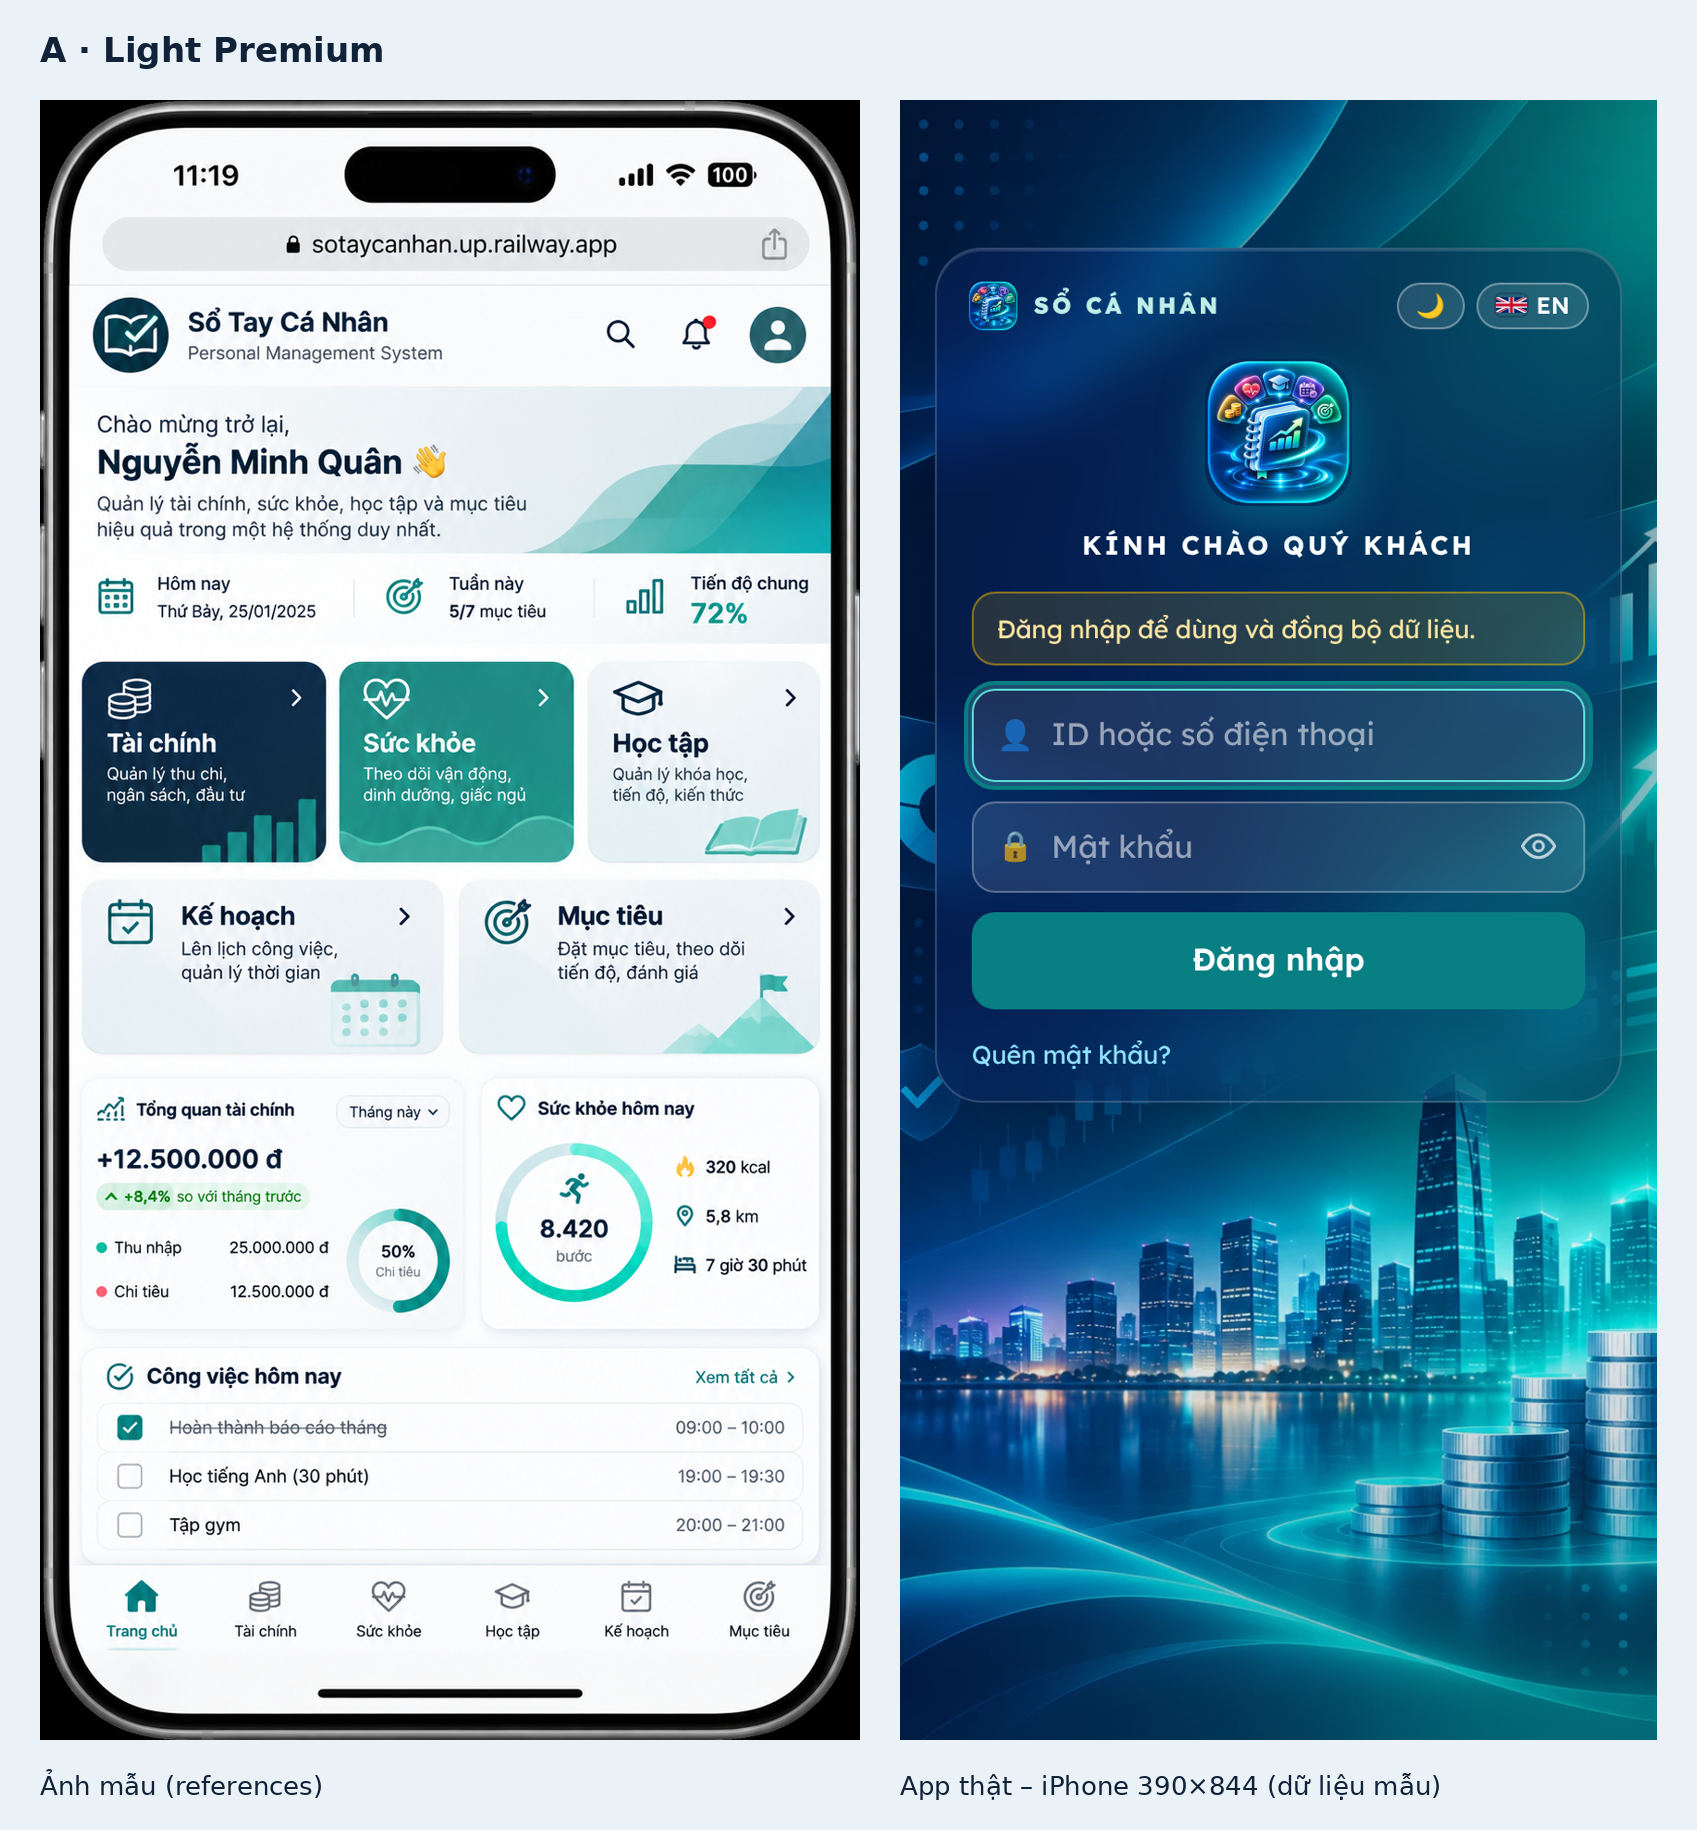 A · Light Premium
11:19
100
sotaycanhan.up.railway.app
Sổ Tay Cá Nhân
Personal Management System
Chào mừng trở lại,
Nguyễn Minh Quân 👋
Quản lý tài chính, sức khỏe, học tập và mục tiêu
hiệu quả trong một hệ thống duy nhất.
Hôm nay
Thứ Bảy, 25/01/2025
Tuần này
5/7 mục tiêu
Tiến độ chung
72%
Tài chính
Quản lý thu chi,
ngân sách, đầu tư
Sức khỏe
Theo dõi vận động,
dinh dưỡng, giấc ngủ
Học tập
Quản lý khóa học,
tiến độ, kiến thức
Kế hoạch
Lên lịch công việc,
quản lý thời gian
Mục tiêu
Đặt mục tiêu, theo dõi
tiến độ, đánh giá
Tổng quan tài chính
Tháng này
+12.500.000 đ
+8,4% so với tháng trước
Thu nhập 25.000.000 đ
Chi tiêu 12.500.000 đ
50%
Chi tiêu
Sức khỏe hôm nay
8.420
bước
320 kcal
5,8 km
7 giờ 30 phút
Công việc hôm nay
Xem tất cả
Hoàn thành báo cáo tháng 09:00 – 10:00
Học tiếng Anh (30 phút) 19:00 – 19:30
Tập gym 20:00 – 21:00
Trang chủ
Tài chính
Sức khỏe
Học tập
Kế hoạch
Mục tiêu
Ảnh mẫu (references)
SỔ CÁ NHÂN
🌙
🇬🇧 EN
KÍNH CHÀO QUÝ KHÁCH
Đăng nhập để dùng và đồng bộ dữ liệu.
ID hoặc số điện thoại
Mật khẩu
Đăng nhập
Quên mật khẩu?
App thật – iPhone 390×844 (dữ liệu mẫu)